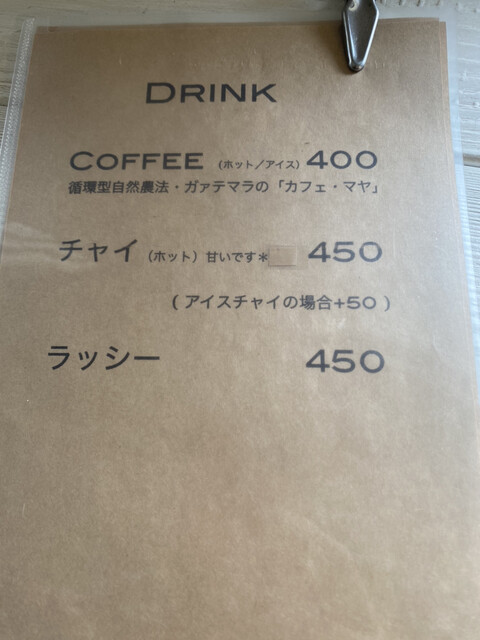 DRINK
COFFEE (ホット/アイス) 400
循環型自然農法・ガァテマラの「カフェ・マヤ」
チャイ (ホット) 甘いです* 450
(アイスチャイの場合+50)
ラッシー 450